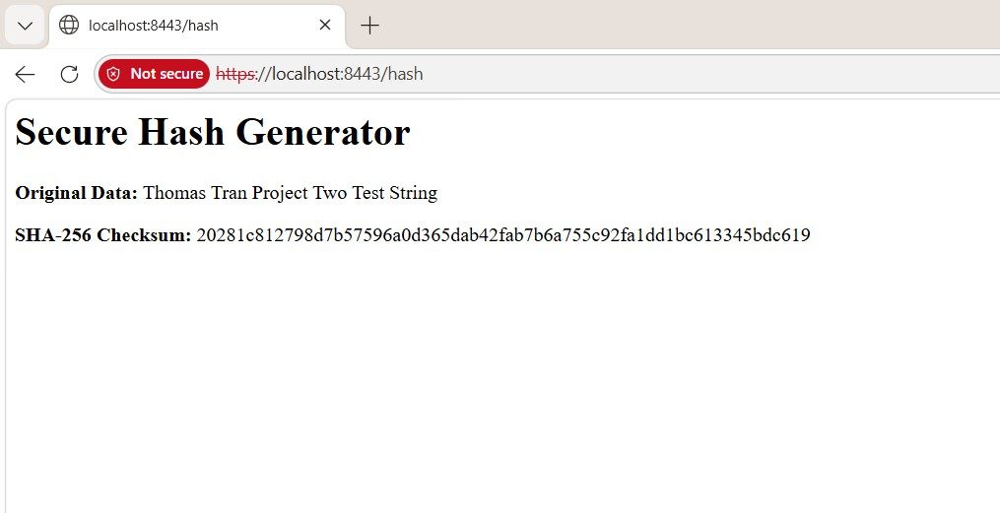 localhost:8443/hash
Not secure https://localhost:8443/hash
Secure Hash Generator
Original Data: Thomas Tran Project Two Test String
SHA-256 Checksum: 20281c812798d7b57596a0d365dab42fab7b6a755c92fa1dd1bc613345bdc619